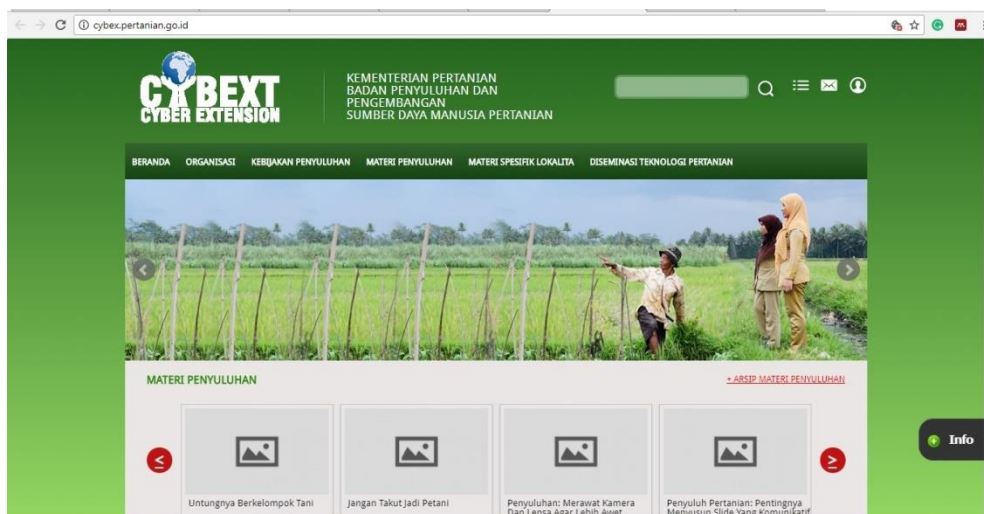 cybex.pertanian.go.id
CYBEXT
CYBER EXTENSION
KEMENTERIAN PERTANIAN
BADAN PENYULUHAN DAN
PENGEMBANGAN
SUMBER DAYA MANUSIA PERTANIAN
BERANDA ORGANISASI KEBIJAKAN PENYULUHAN MATERI PENYULUHAN MATERI SPESIFIK LOKALITA DISEMINASI TEKNOLOGI PERTANIAN
MATERI PENYULUHAN
+ ARSIP MATERI PENYULUHAN
Info
Untungnya Berkelompok Tani
Jangan Takut Jadi Petani
Penyuluhan: Merawat Kamera
Dan Lensa Agar Lebih Awet
Penyuluh Pertanian: Pentingnya
Menyusun Slide Yang Komunikatif